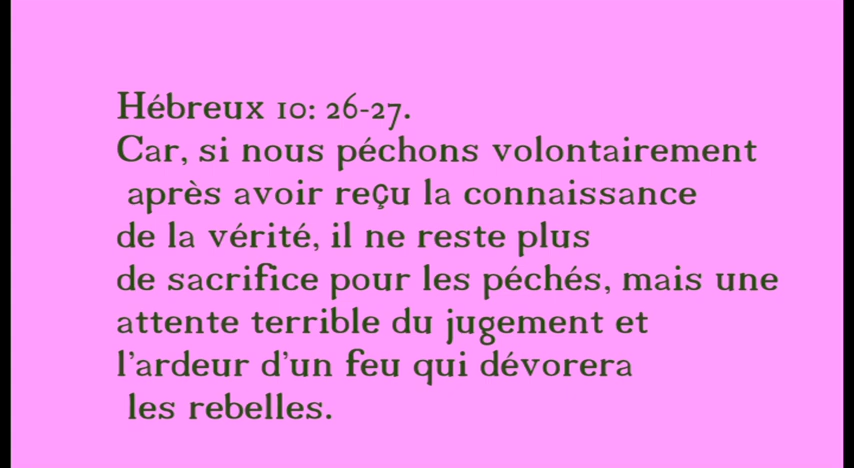 Hébreux 10: 26-27.
Car, si nous péchons volontairement
après avoir reçu la connaissance
de la vérité, il ne reste plus
de sacrifice pour les péchés, mais une
attente terrible du jugement et
l’ardeur d’un feu qui dévorera
les rebelles.